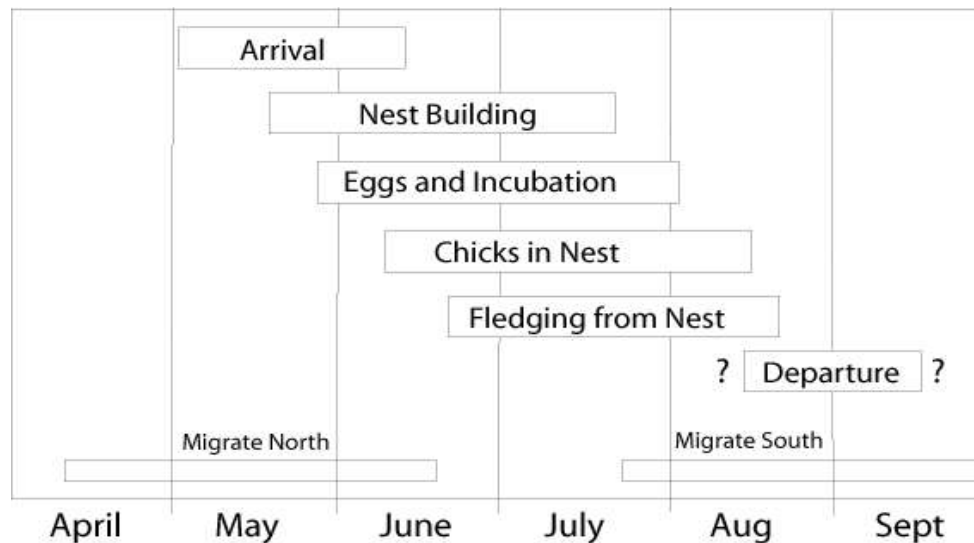 Arrival
Nest Building
Eggs and Incubation
Chicks in Nest
Fledging from Nest
? Departure ?
Migrate North Migrate South
April May June July Aug Sept